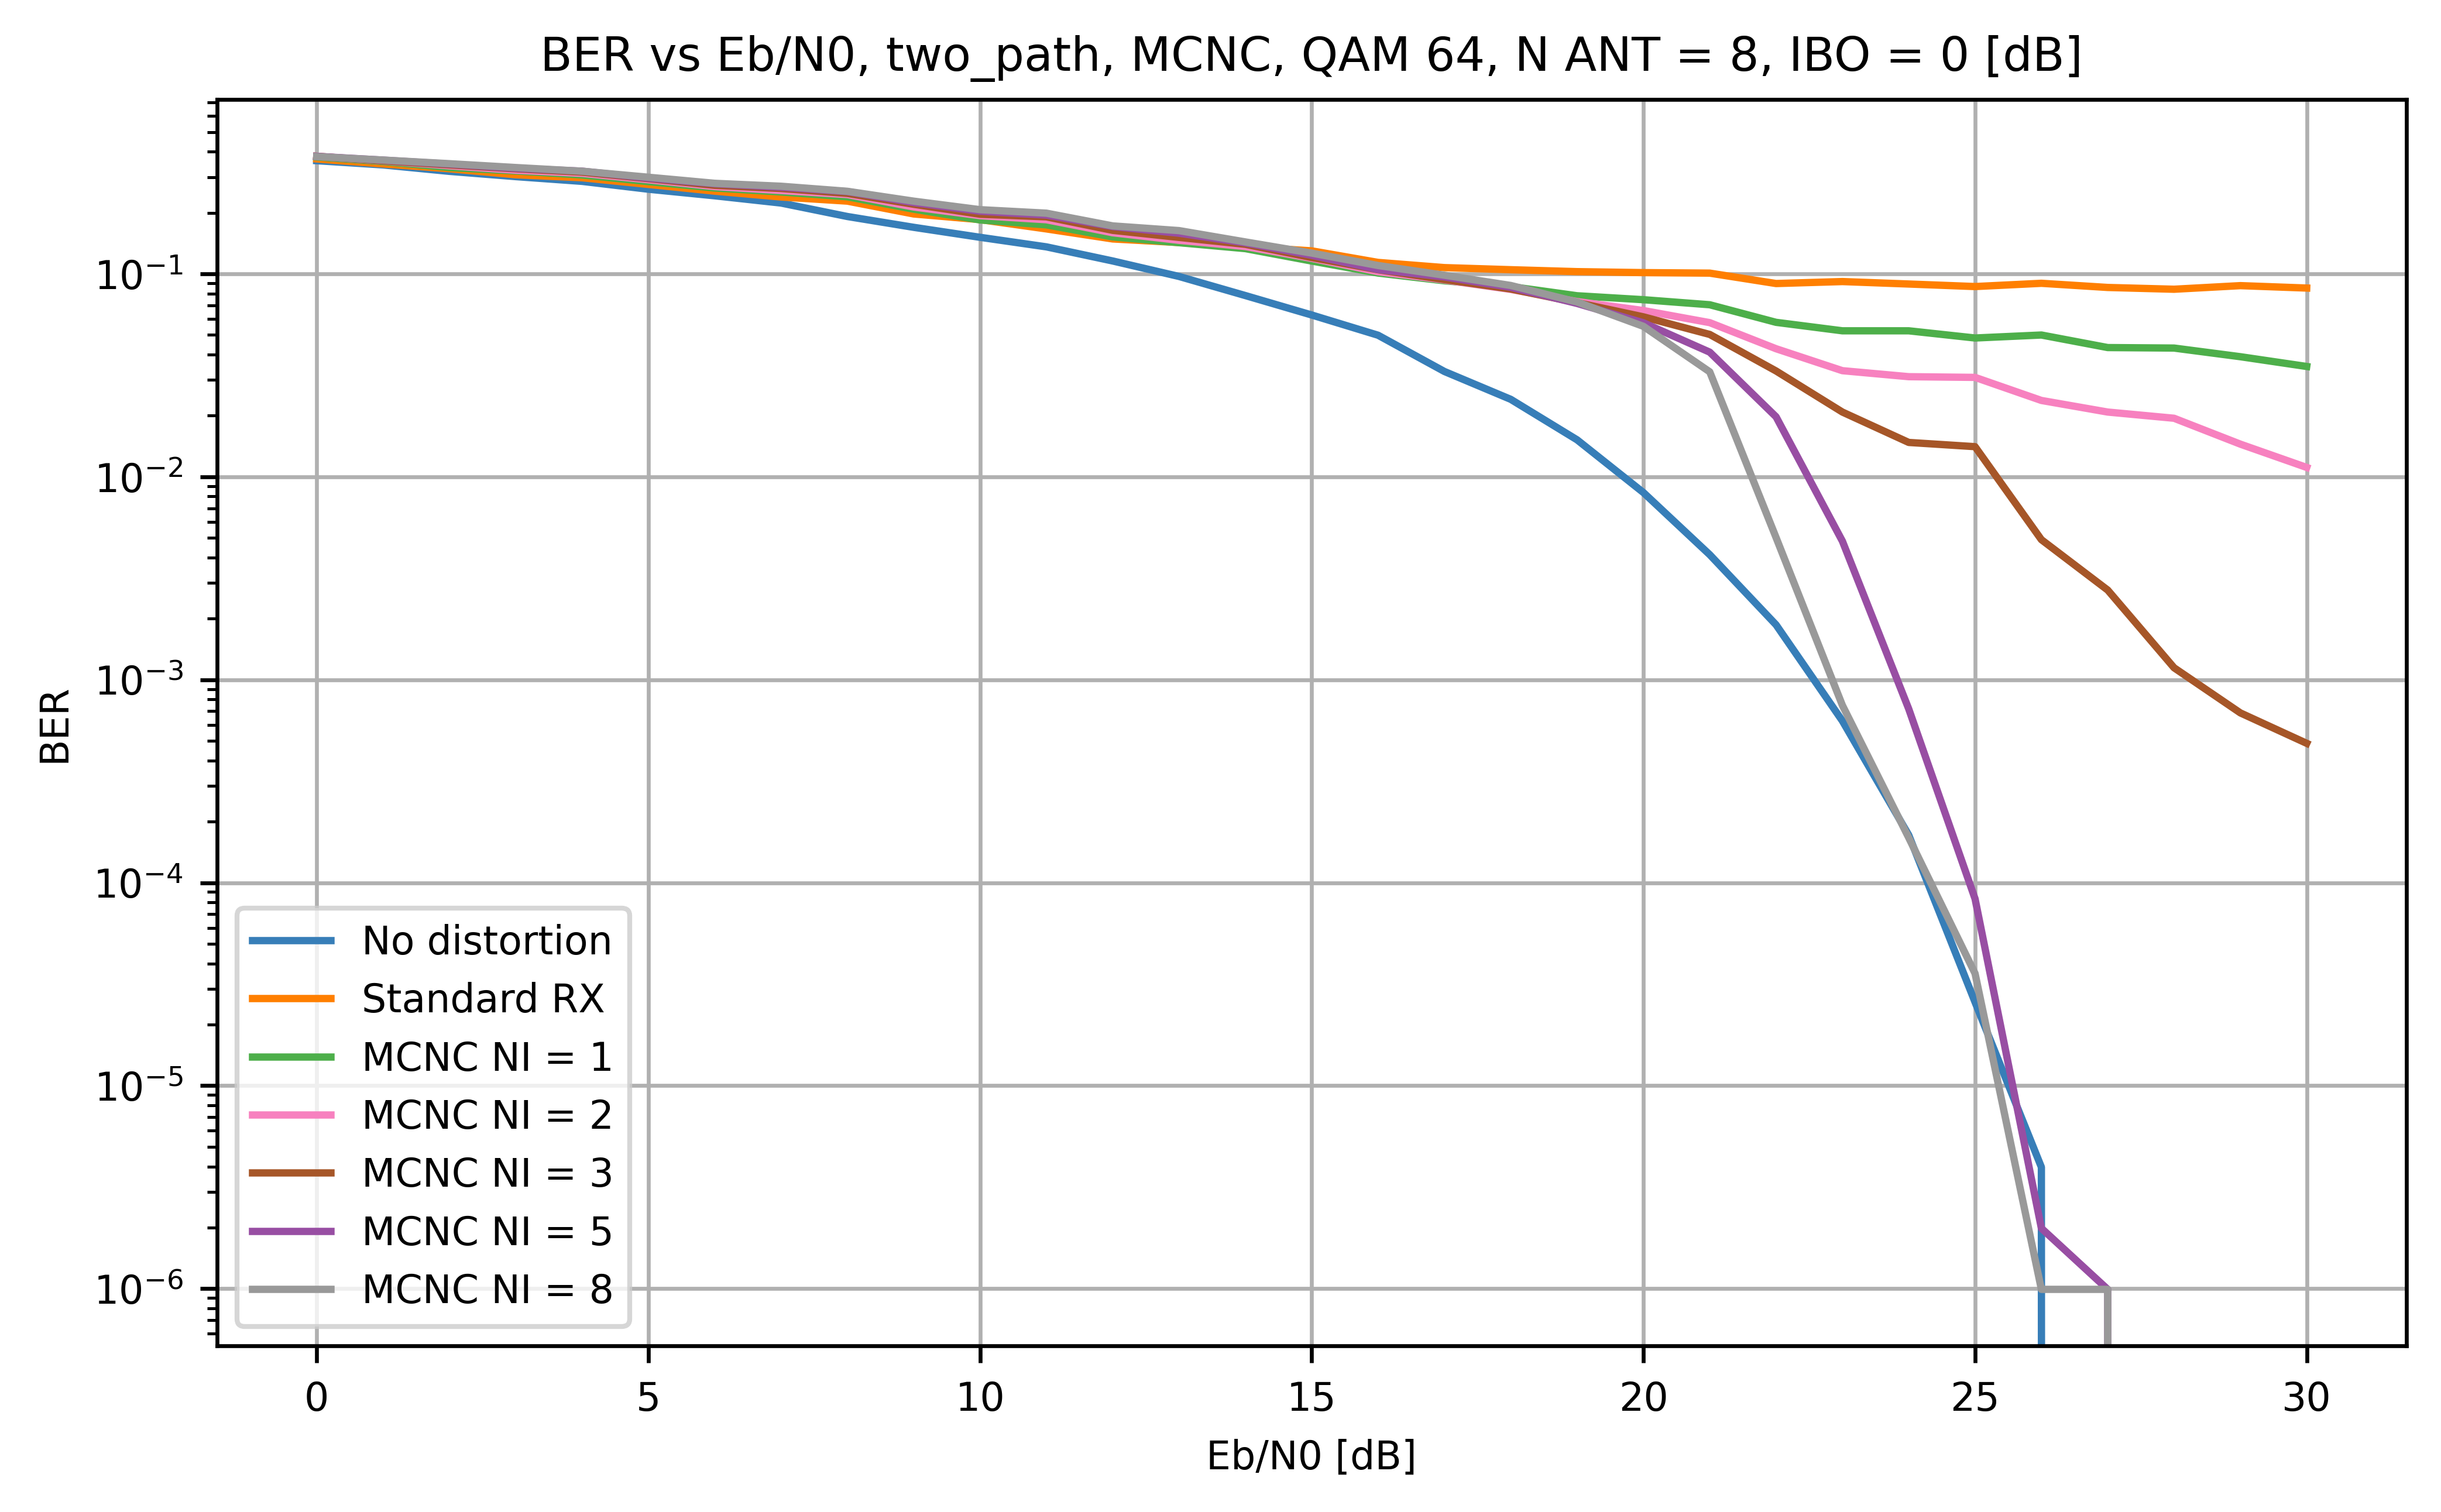 BER vs Eb/N0, two_path, MCNC, QAM 64, N ANT = 8, IBO = 0 [dB]
BER
10⁻¹
10⁻²
10⁻³
10⁻⁴
10⁻⁵
10⁻⁶
No distortion
Standard RX
MCNC NI = 1
MCNC NI = 2
MCNC NI = 3
MCNC NI = 5
MCNC NI = 8
0 5 10 15 20 25 30
Eb/N0 [dB]